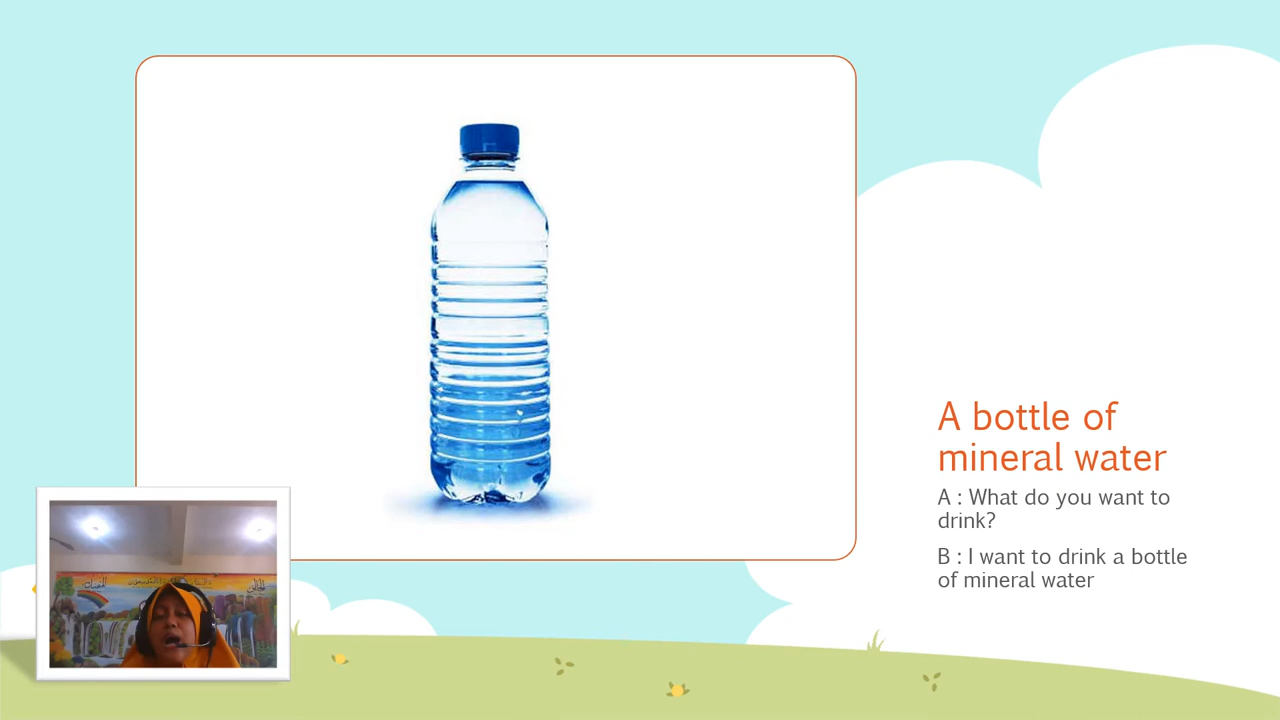 A bottle of
mineral water
A : What do you want to
drink?
B : I want to drink a bottle
of mineral water